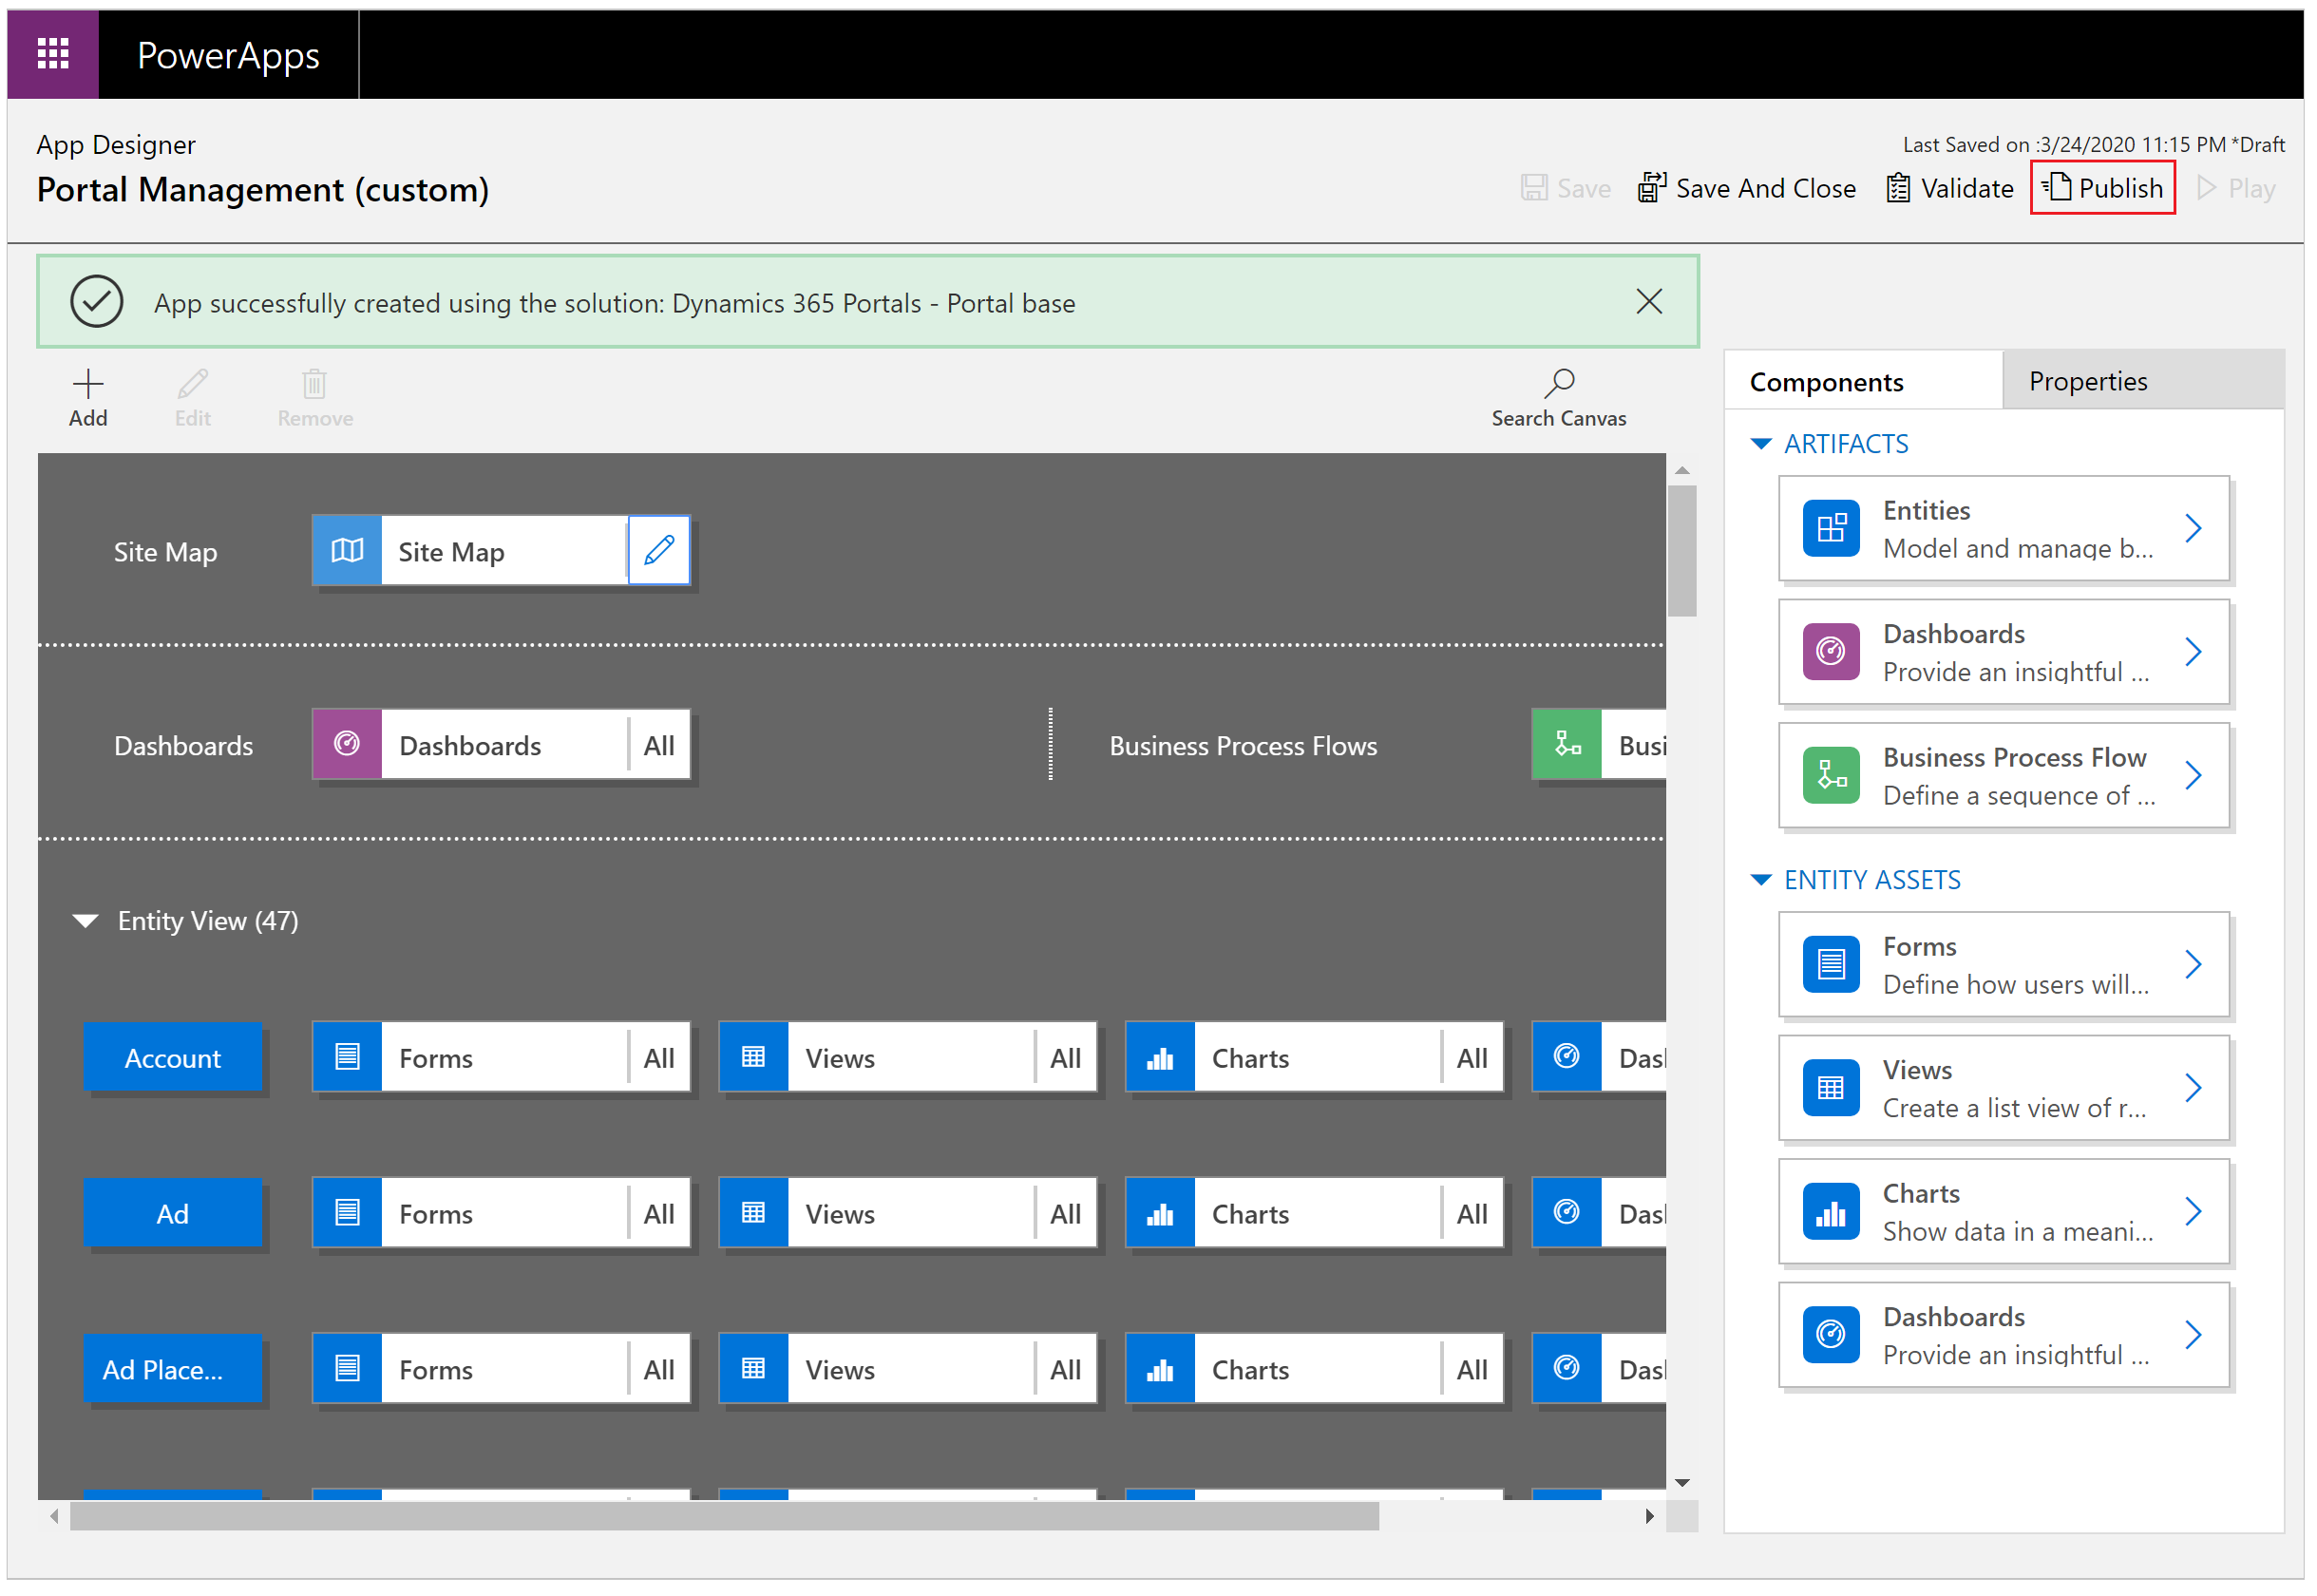 PowerApps
App Designer
Last Saved on :3/24/2020 11:15 PM *Draft
Portal Management (custom)
Save
Save And Close
Validate
Publish
Play
App successfully created using the solution: Dynamics 365 Portals - Portal base
Add
Edit
Remove
Search Canvas
Site Map
Site Map
Dashboards
Dashboards
All
Business Process Flows
Busi
Entity View (47)
Account
Forms
All
Views
All
Charts
All
Das
Ad
Forms
All
Views
All
Charts
All
Das
Ad Place...
Forms
All
Views
All
Charts
All
Das
Components
Properties
ARTIFACTS
Entities
Model and manage b...
Dashboards
Provide an insightful ...
Business Process Flow
Define a sequence of ...
ENTITY ASSETS
Forms
Define how users will...
Views
Create a list view of r...
Charts
Show data in a meani...
Dashboards
Provide an insightful ...